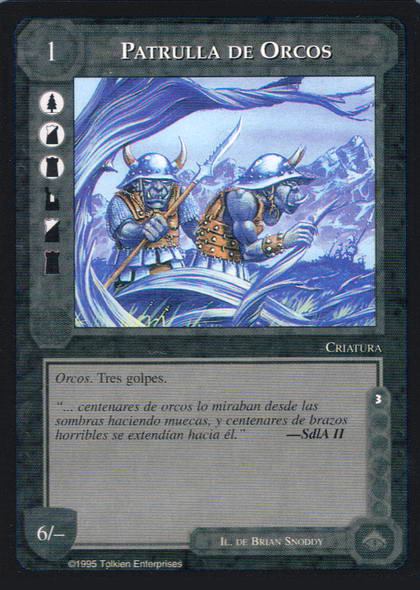 1 PATRULLA DE ORCOS
CRIATURA
Orcos. Tres golpes.
“... centenares de orcos lo miraban desde las
sombras haciendo muecas, y centenares de brazos
horribles se extendían hacia él.” —SdlA II
3
6/–
IL. DE BRIAN SNODDY
©1995 Tolkien Enterprises